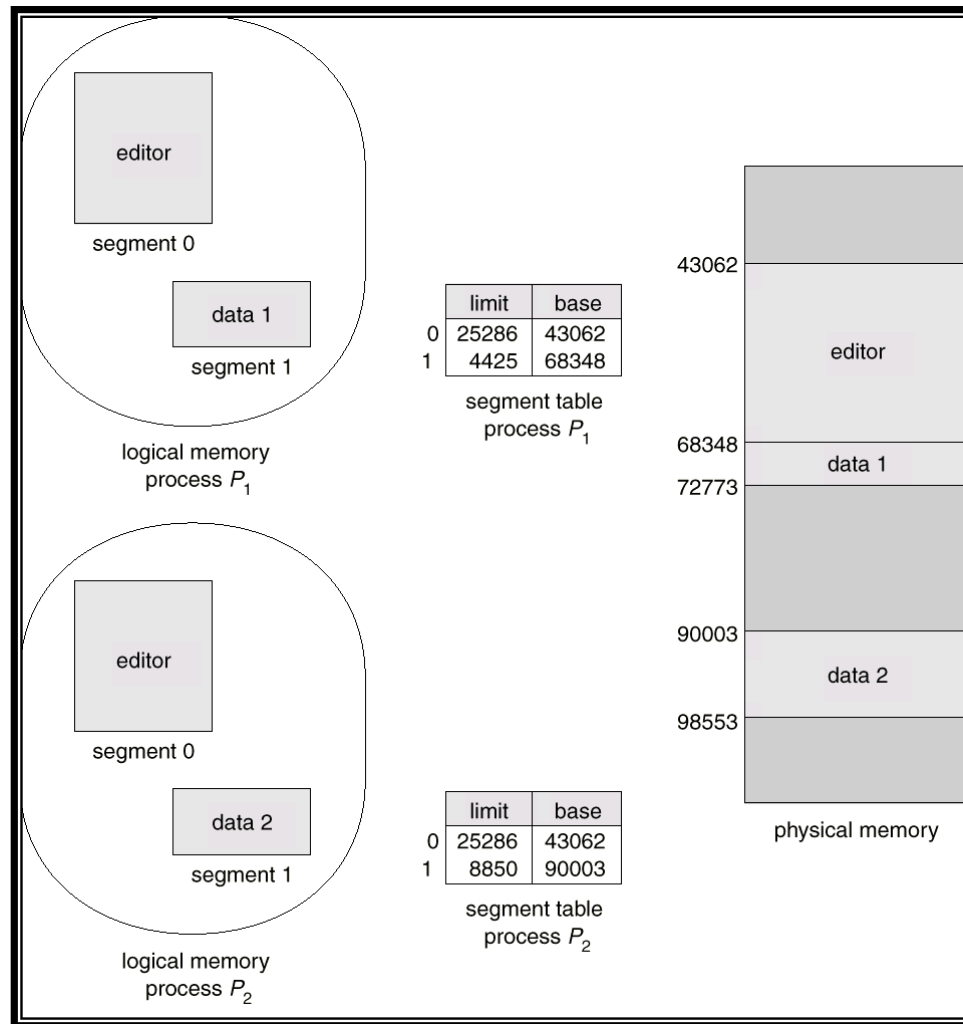 editor
segment 0
data 1
segment 1
logical memory
process P1
limit base
0 25286 43062
1 4425 68348
segment table
process P1
editor
segment 0
data 2
segment 1
logical memory
process P2
limit base
0 25286 43062
1 8850 90003
segment table
process P2
43062
editor
68348
data 1
72773
90003
data 2
98553
physical memory